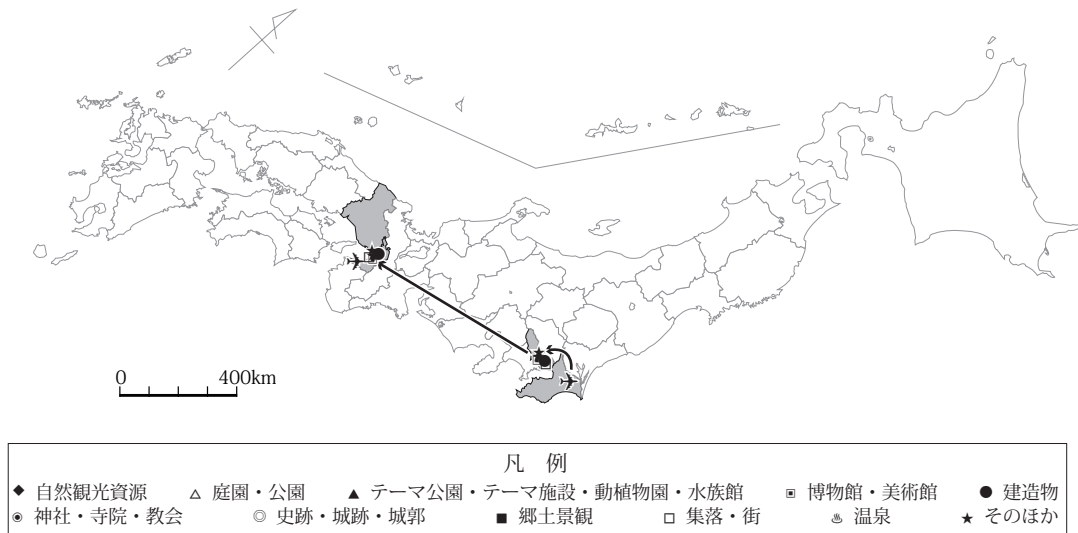 0 400km
凡 例
◆ 自然観光資源 △ 庭園・公園 ▲ テーマ公園・テーマ施設・動植物園・水族館 ▣ 博物館・美術館 ● 建造物
◉ 神社・寺院・教会 ◎ 史跡・城跡・城郭 ■ 郷土景観 □ 集落・街 ♨ 温泉 ★ そのほか